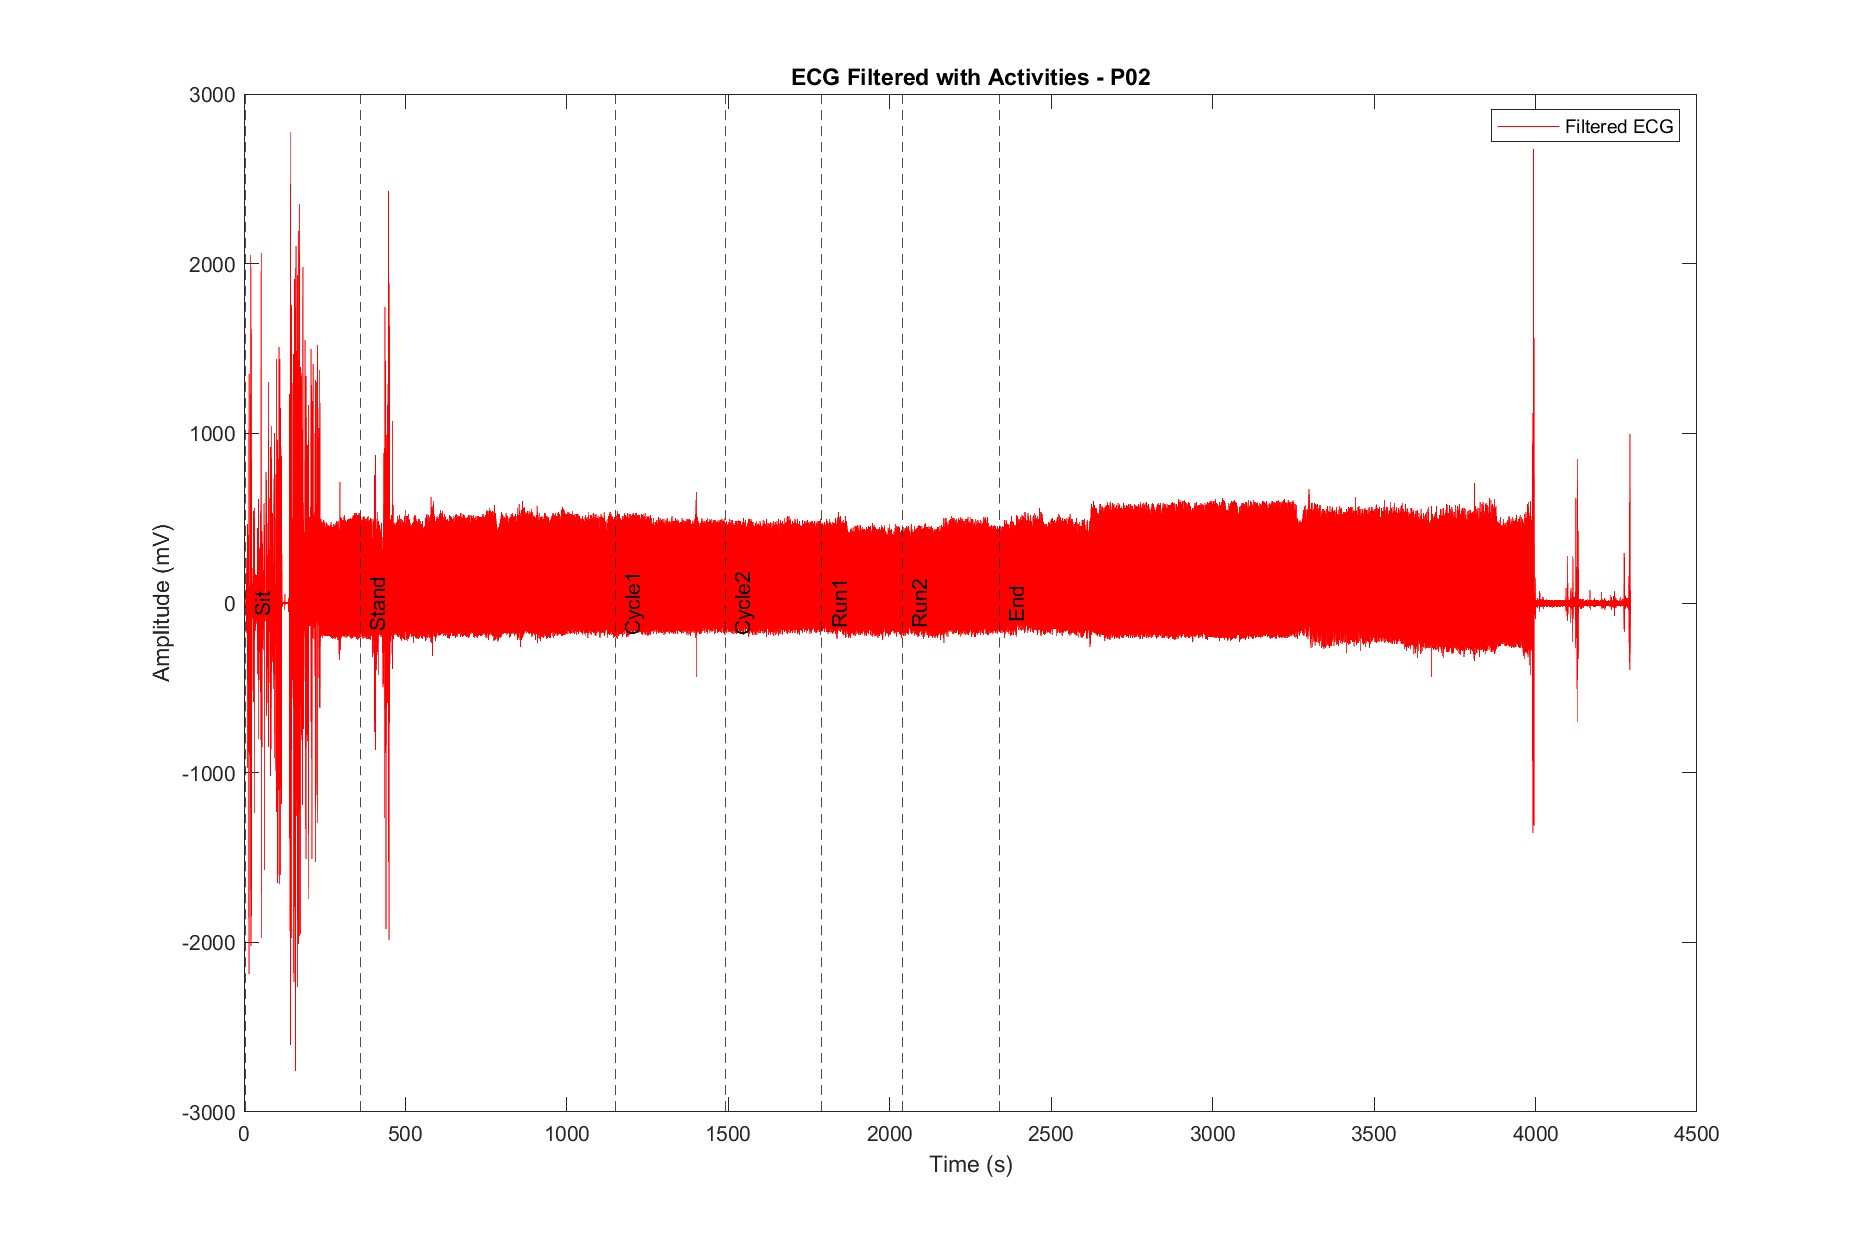 ECG Filtered with Activities - P02
Filtered ECG
3000
2000
1000
0
-1000
-2000
-3000
Amplitude (mV)
Sit
Stand
Cycle1
Cycle2
Run1
Run2
End
0 500 1000 1500 2000 2500 3000 3500 4000 4500
Time (s)